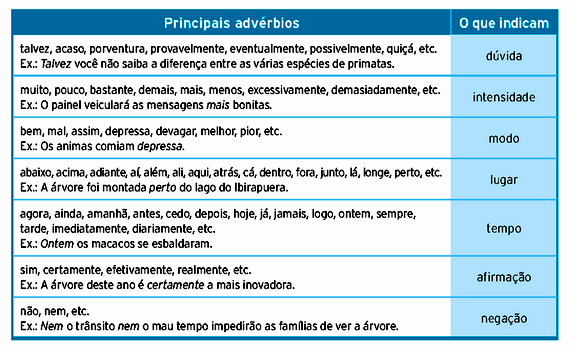 Principais advérbios
O que indicam
talvez, acaso, porventura, provavelmente, eventualmente, possivelmente, quiçá, etc.
Ex.: Talvez você não saiba a diferença entre as várias espécies de primatas.
dúvida
muito, pouco, bastante, demais, mais, menos, excessivamente, demasiadamente, etc.
Ex.: O painel veiculará as mensagens mais bonitas.
intensidade
bem, mal, assim, depressa, devagar, melhor, pior, etc.
Ex.: Os animas comiam depressa.
modo
abaixo, acima, adiante, aí, além, ali, aqui, atrás, cá, dentro, fora, junto, lá, longe, perto, etc.
Ex.: A árvore foi montada perto do lago do Ibirapuera.
lugar
agora, ainda, amanhã, antes, cedo, depois, hoje, já, jamais, logo, ontem, sempre,
tarde, imediatamente, diariamente, etc.
Ex.: Ontem os macacos se esbaldaram.
tempo
sim, certamente, efetivamente, realmente, etc.
Ex.: A árvore deste ano é certamente a mais inovadora.
afirmação
não, nem, etc.
Ex.: Nem o trânsito nem o mau tempo impedirão as famílias de ver a árvore.
negação